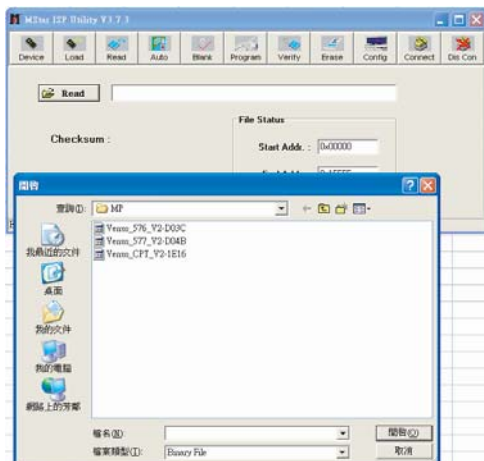 MStar ISP Utility V3.7.3
Device Load Read Auto Blank Program Verify Erase Config Connect Dis Con
Read
Checksum :
File Status
Start Addr. : 0x00000
開啟
查詢(I): MP
Venus_576_V2-D03C
Venus_577_V2-D04B
Venus_CPT_V2-1E16
我最近的文件
桌面
我的文件
我的電腦
網路上的芳鄰
檔名(N): 開啟(O)
檔案類型(T): Binary File 取消